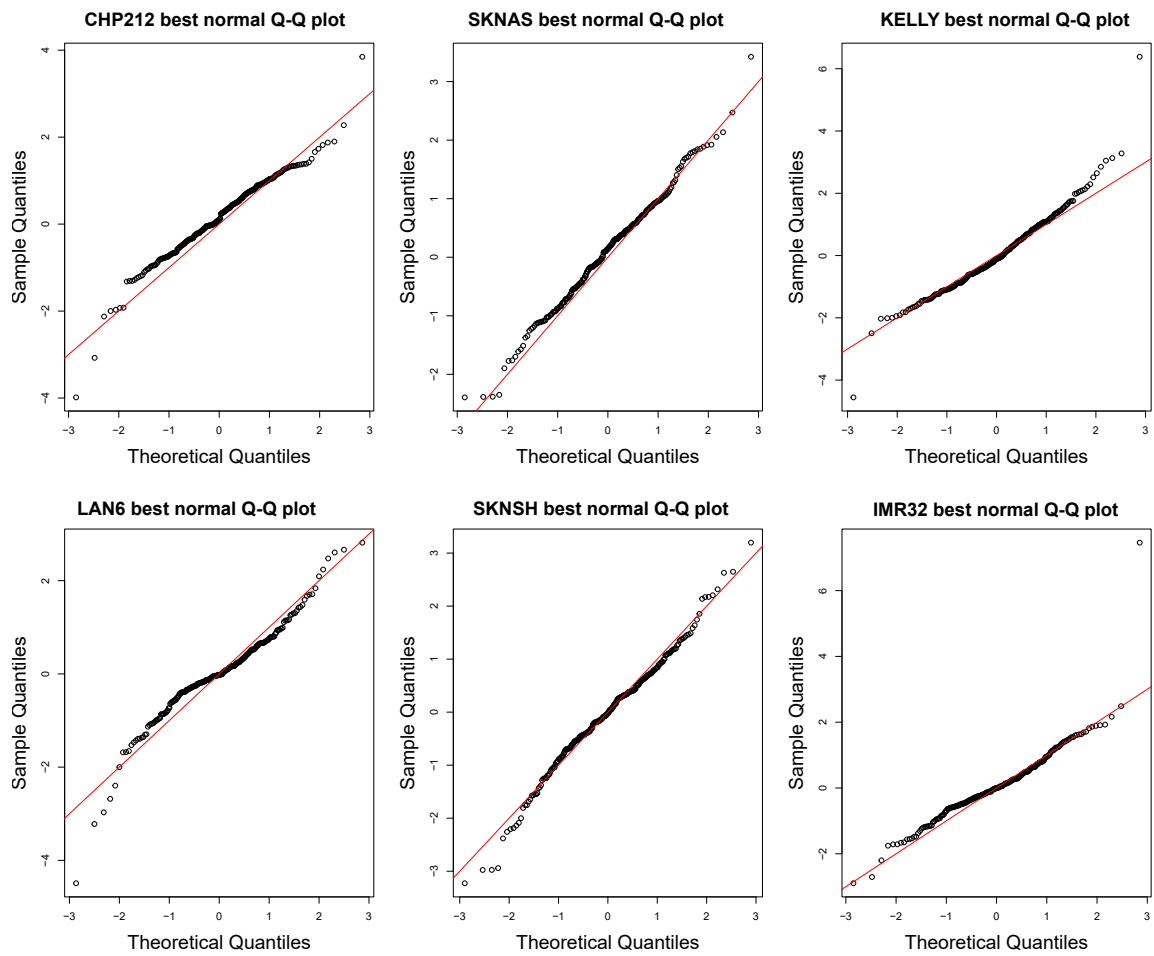 CHP212 best normal Q-Q plot
Sample Quantiles
4
2
0
−2
−4
−3 −2 −1 0 1 2 3
Theoretical Quantiles
SKNAS best normal Q-Q plot
Sample Quantiles
3
2
1
0
−1
−2
−3 −2 −1 0 1 2 3
Theoretical Quantiles
KELLY best normal Q-Q plot
Sample Quantiles
6
4
2
0
−2
−4
−3 −2 −1 0 1 2 3
Theoretical Quantiles
LAN6 best normal Q-Q plot
Sample Quantiles
2
0
−2
−4
−3 −2 −1 0 1 2 3
Theoretical Quantiles
SKNSH best normal Q-Q plot
Sample Quantiles
3
2
1
0
−1
−2
−3
−3 −2 −1 0 1 2 3
Theoretical Quantiles
IMR32 best normal Q-Q plot
Sample Quantiles
6
4
2
0
−2
−3 −2 −1 0 1 2 3
Theoretical Quantiles